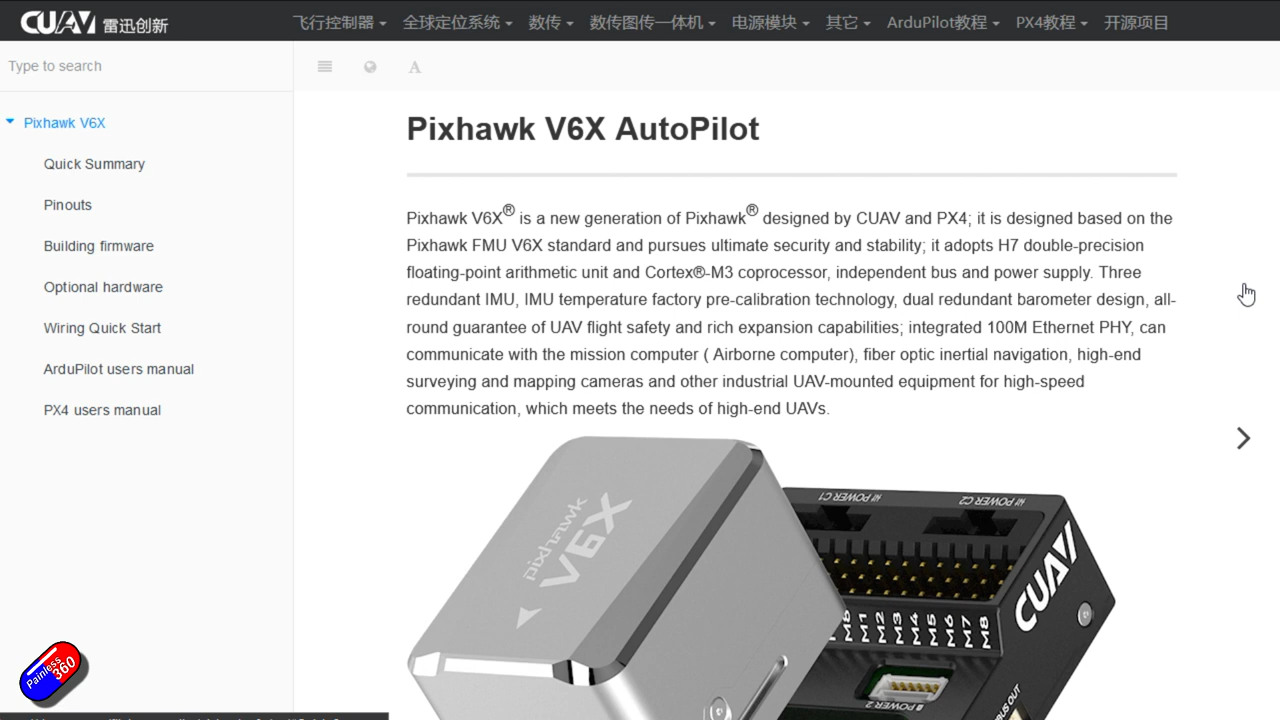 CUAV 雷迅创新 飞行控制器 全球定位系统 数传 数传图传一体机 电源模块 其它 ArduPilot教程 PX4教程 开源项目
Type to search
A
Pixhawk V6X
Quick Summary
Pinouts
Building firmware
Optional hardware
Wiring Quick Start
ArduPilot users manual
PX4 users manual
Pixhawk V6X AutoPilot
Pixhawk V6X® is a new generation of Pixhawk® designed by CUAV and PX4; it is designed based on the
Pixhawk FMU V6X standard and pursues ultimate security and stability; it adopts H7 double-precision
floating-point arithmetic unit and Cortex®-M3 coprocessor, independent bus and power supply. Three
redundant IMU, IMU temperature factory pre-calibration technology, dual redundant barometer design, all-
round guarantee of UAV flight safety and rich expansion capabilities; integrated 100M Ethernet PHY, can
communicate with the mission computer ( Airborne computer), fiber optic inertial navigation, high-end
surveying and mapping cameras and other industrial UAV-mounted equipment for high-speed
communication, which meets the needs of high-end UAVs.
pixhawk
V6X
POWER C1
POWER C2
CUAV
M1 M2 M3 M4 M5 M6 M7 M8
POWER 2
BUS OUT
Painless
360